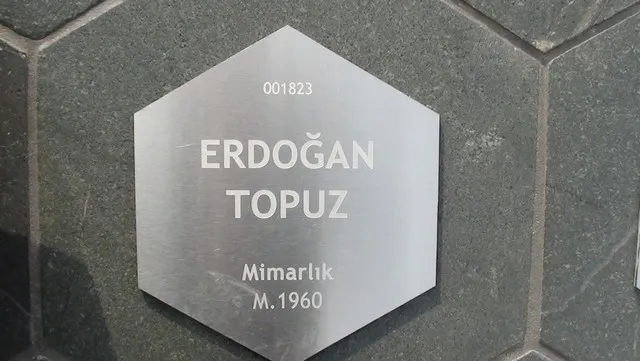 001823
ERDOĞAN
TOPUZ
Mimarlık
M.1960